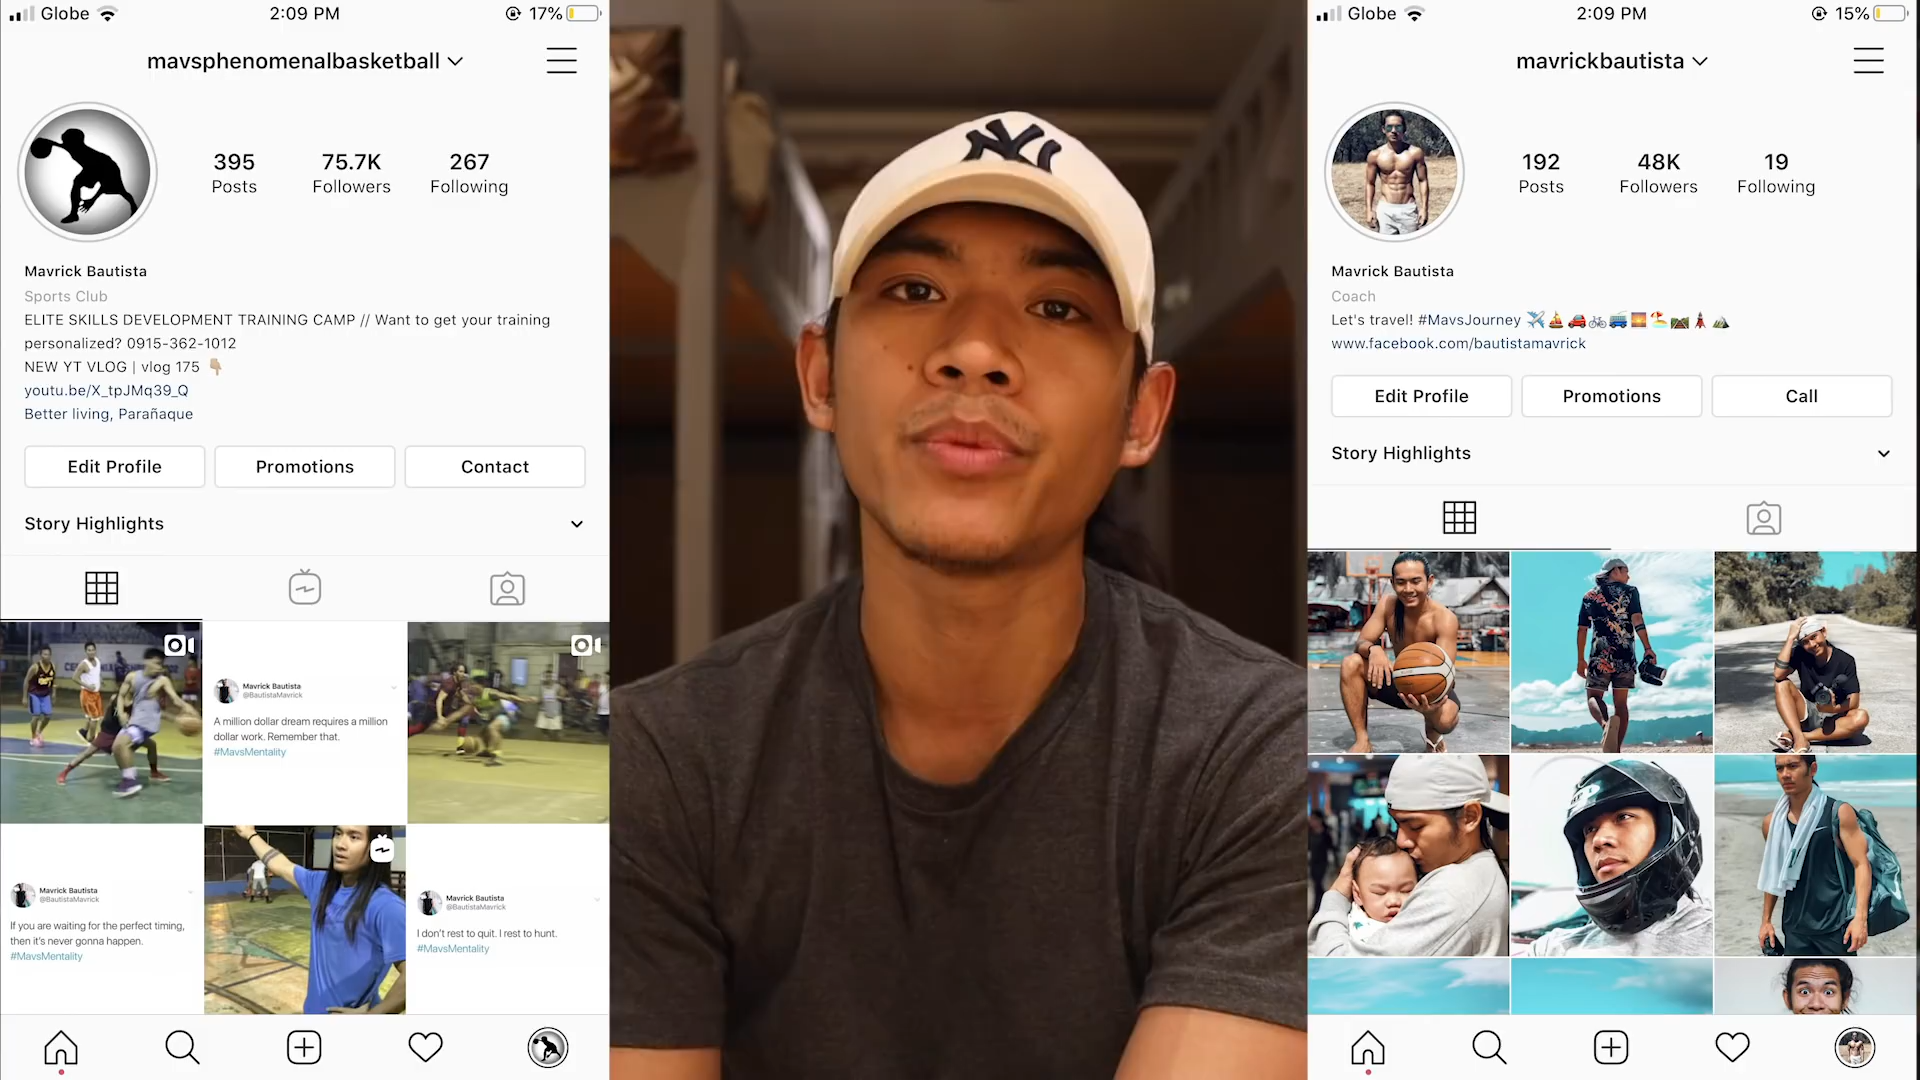 Globe
2:09 PM
17%
mavsphenomenalbasketball
395
75.7K
267
Posts
Followers
Following
Mavrick Bautista
Sports Club
ELITE SKILLS DEVELOPMENT TRAINING CAMP // Want to get your training
personalized? 0915-362-1012
NEW YT VLOG | vlog 175 👇🏼
youtu.be/X_tpJMq39_Q
Better living, Parañaque
Edit Profile
Promotions
Contact
Story Highlights
Mavrick Bautista
@BautistaMavrick
A million dollar dream requires a million
dollar work. Remember that.
#MavsMentality
Mavrick Bautista
@BautistaMavrick
If you are waiting for the perfect timing,
then it's never gonna happen.
#MavsMentality
Mavrick Bautista
@BautistaMavrick
I don't rest to quit. I rest to hunt.
#MavsMentality
NY
Globe
2:09 PM
15%
mavrickbautista
192
48K
19
Posts
Followers
Following
Mavrick Bautista
Coach
Let's travel! #MavsJourney ✈️⛵🚗🚲🚎🌅🏖️🛤️🗼⛰️
www.facebook.com/bautistamavrick
Edit Profile
Promotions
Call
Story Highlights